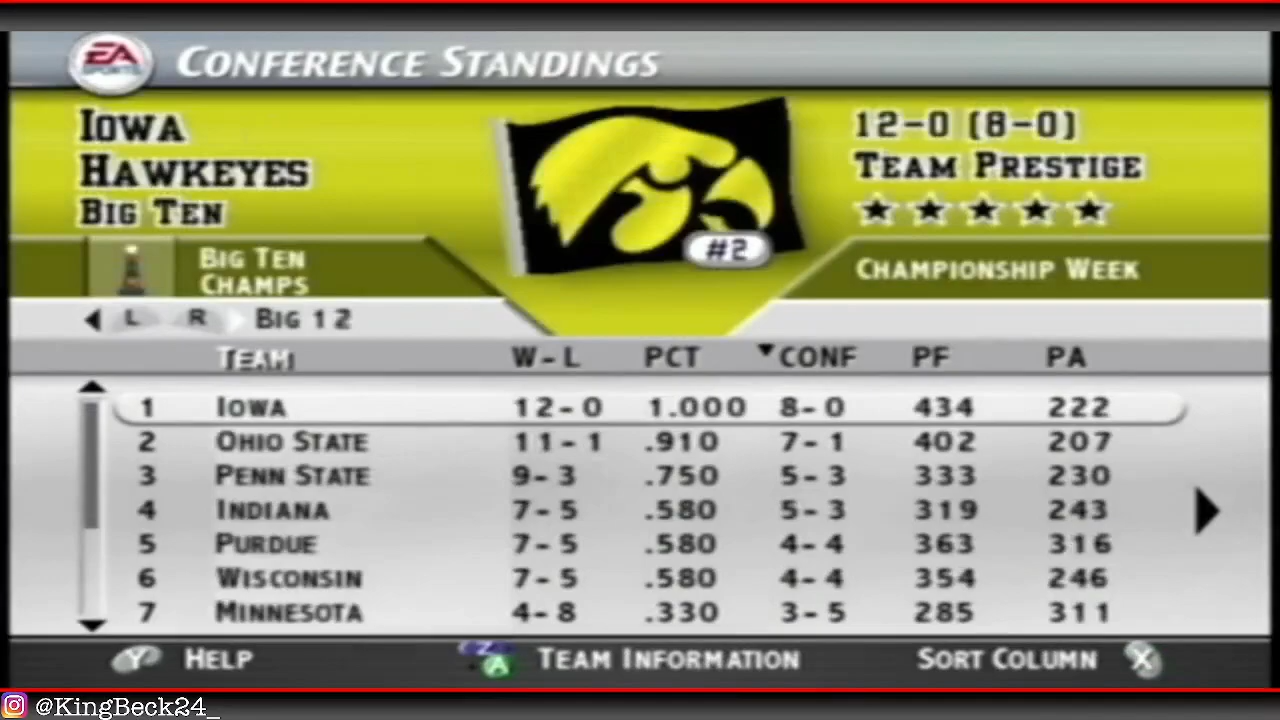 EA SPORTS
CONFERENCE STANDINGS
IOWA
HAWKEYES
BIG TEN
#2
12-0 (8-0)
TEAM PRESTIGE
BIG TEN
CHAMPS
CHAMPIONSHIP WEEK
L R BIG 12
TEAM W-L PCT CONF PF PA
1 IOWA 12-0 1.000 8-0 434 222
2 OHIO STATE 11-1 .910 7-1 402 207
3 PENN STATE 9-3 .750 5-3 333 230
4 INDIANA 7-5 .580 5-3 319 243
5 PURDUE 7-5 .580 4-4 363 316
6 WISCONSIN 7-5 .580 4-4 354 246
7 MINNESOTA 4-8 .330 3-5 285 311
Y HELP Z A TEAM INFORMATION SORT COLUMN X
@KingBeck24_